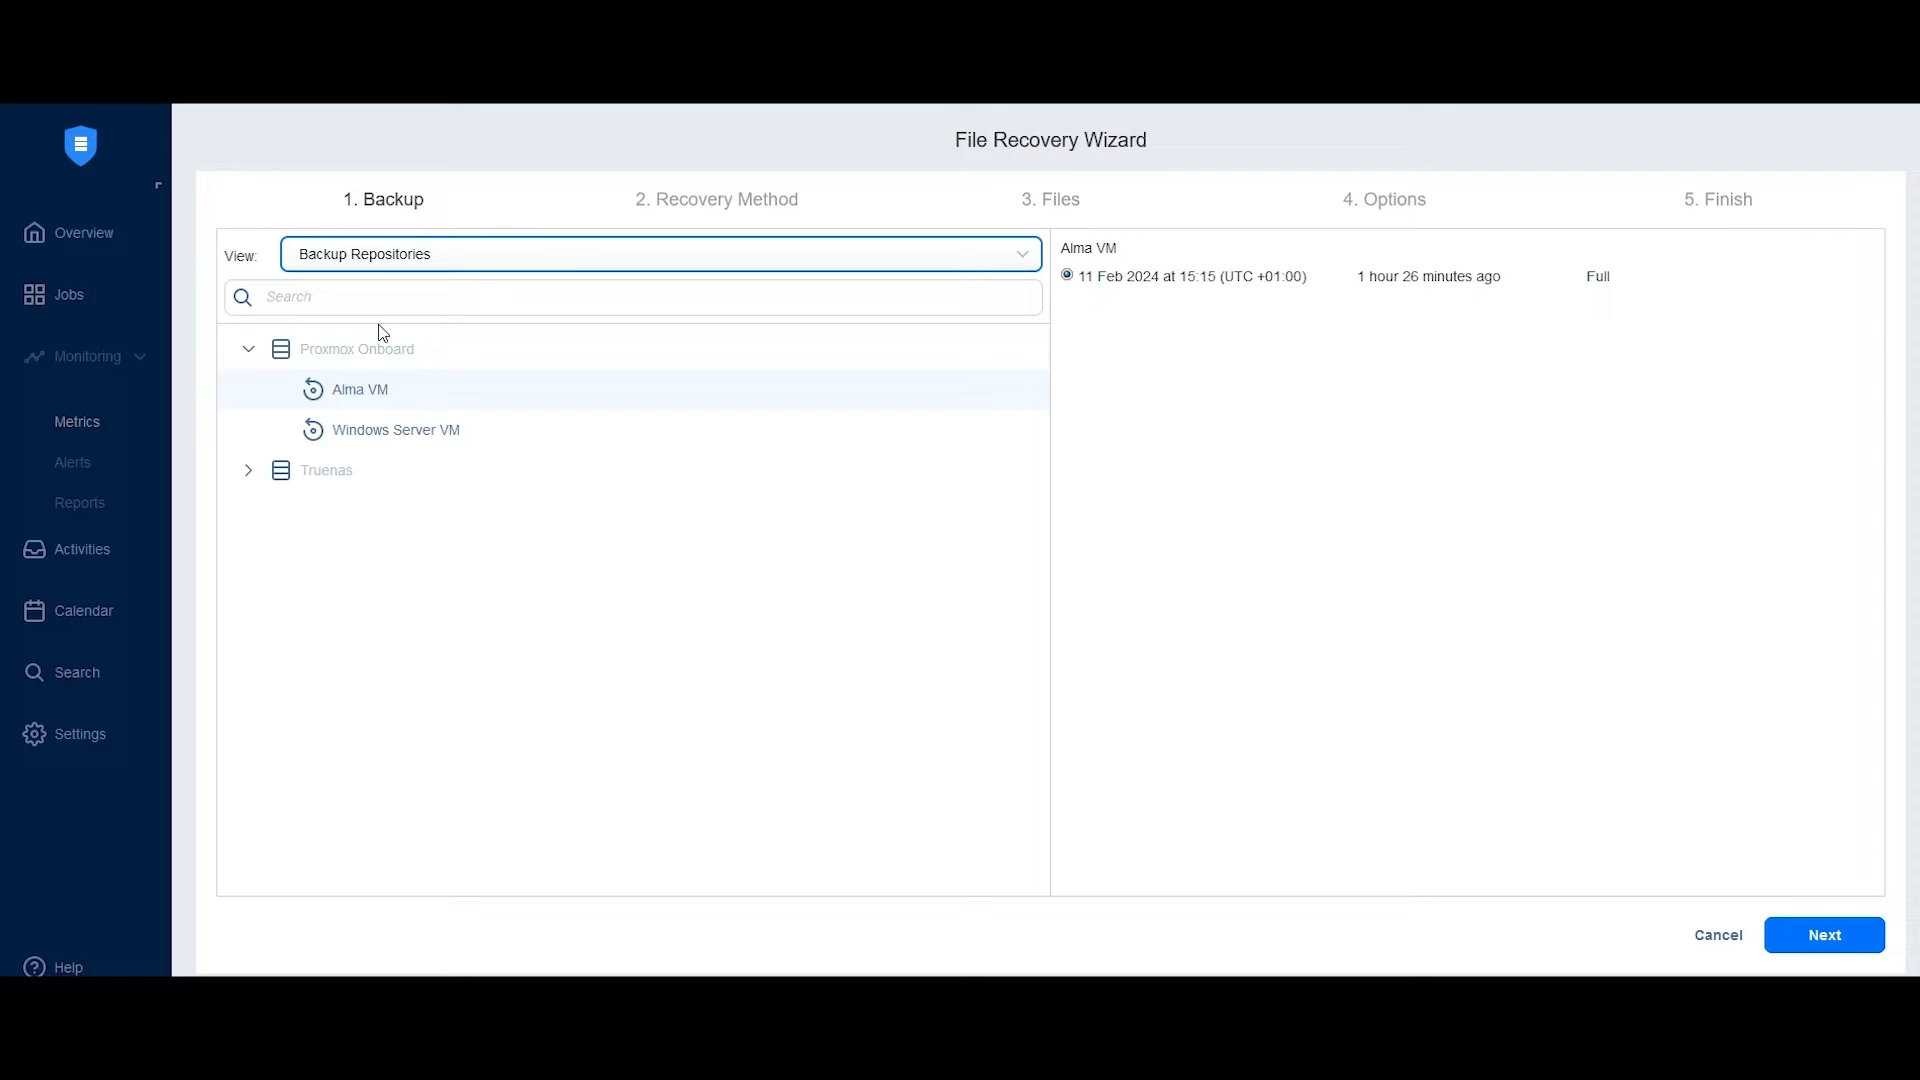 File Recovery Wizard
1. Backup
2. Recovery Method
3. Files
4. Options
5. Finish
Overview
Jobs
Monitoring
Metrics
Alerts
Reports
Activities
Calendar
Search
Settings
Help
View:
Backup Repositories
Search
Proxmox Onboard
Alma VM
Windows Server VM
Truenas
Alma VM
11 Feb 2024 at 15:15 (UTC +01:00) 1 hour 26 minutes ago Full
Cancel
Next